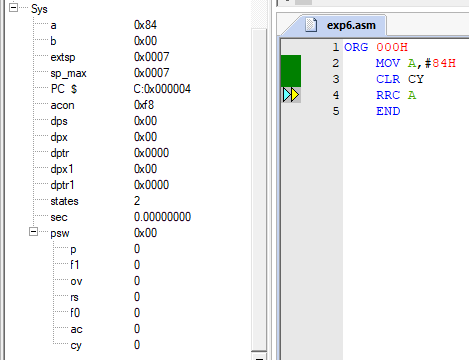 Sys
a 0x84
b 0x00
extsp 0x0007
sp_max 0x0007
PC $ C:0x000004
acon 0xf8
dps 0x00
dpx 0x00
dptr 0x0000
dpx1 0x00
dptr1 0x0000
states 2
sec 0.00000000
psw 0x00
p 0
f1 0
ov 0
rs 0
f0 0
ac 0
cy 0
exp6.asm
1 ORG 000H
2 MOV A,#84H
3 CLR CY
4 RRC A
5 END